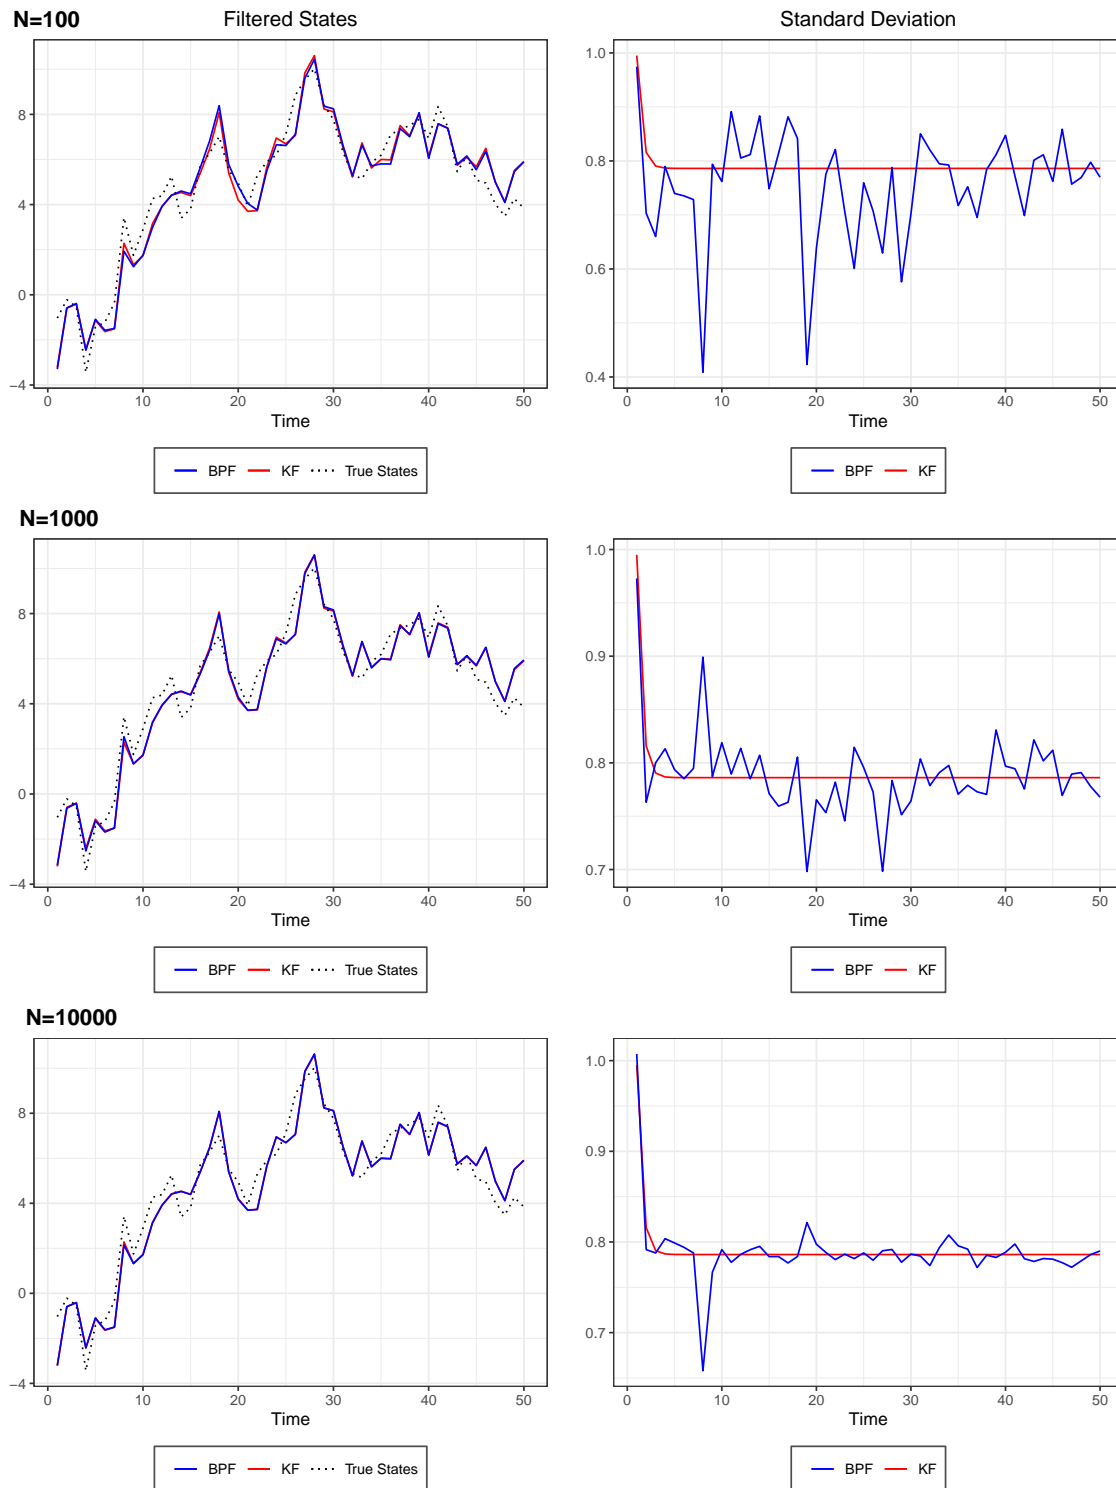 N=100
Filtered States
Standard Deviation
8
4
0
−4
0 10 20 30 40 50
Time
BPF KF True States
1.0
0.8
0.6
0.4
0 10 20 30 40 50
Time
BPF KF
N=1000
8
4
0
−4
0 10 20 30 40 50
Time
BPF KF True States
1.0
0.9
0.8
0.7
0 10 20 30 40 50
Time
BPF KF
N=10000
8
4
0
−4
0 10 20 30 40 50
Time
BPF KF True States
1.0
0.9
0.8
0.7
0 10 20 30 40 50
Time
BPF KF